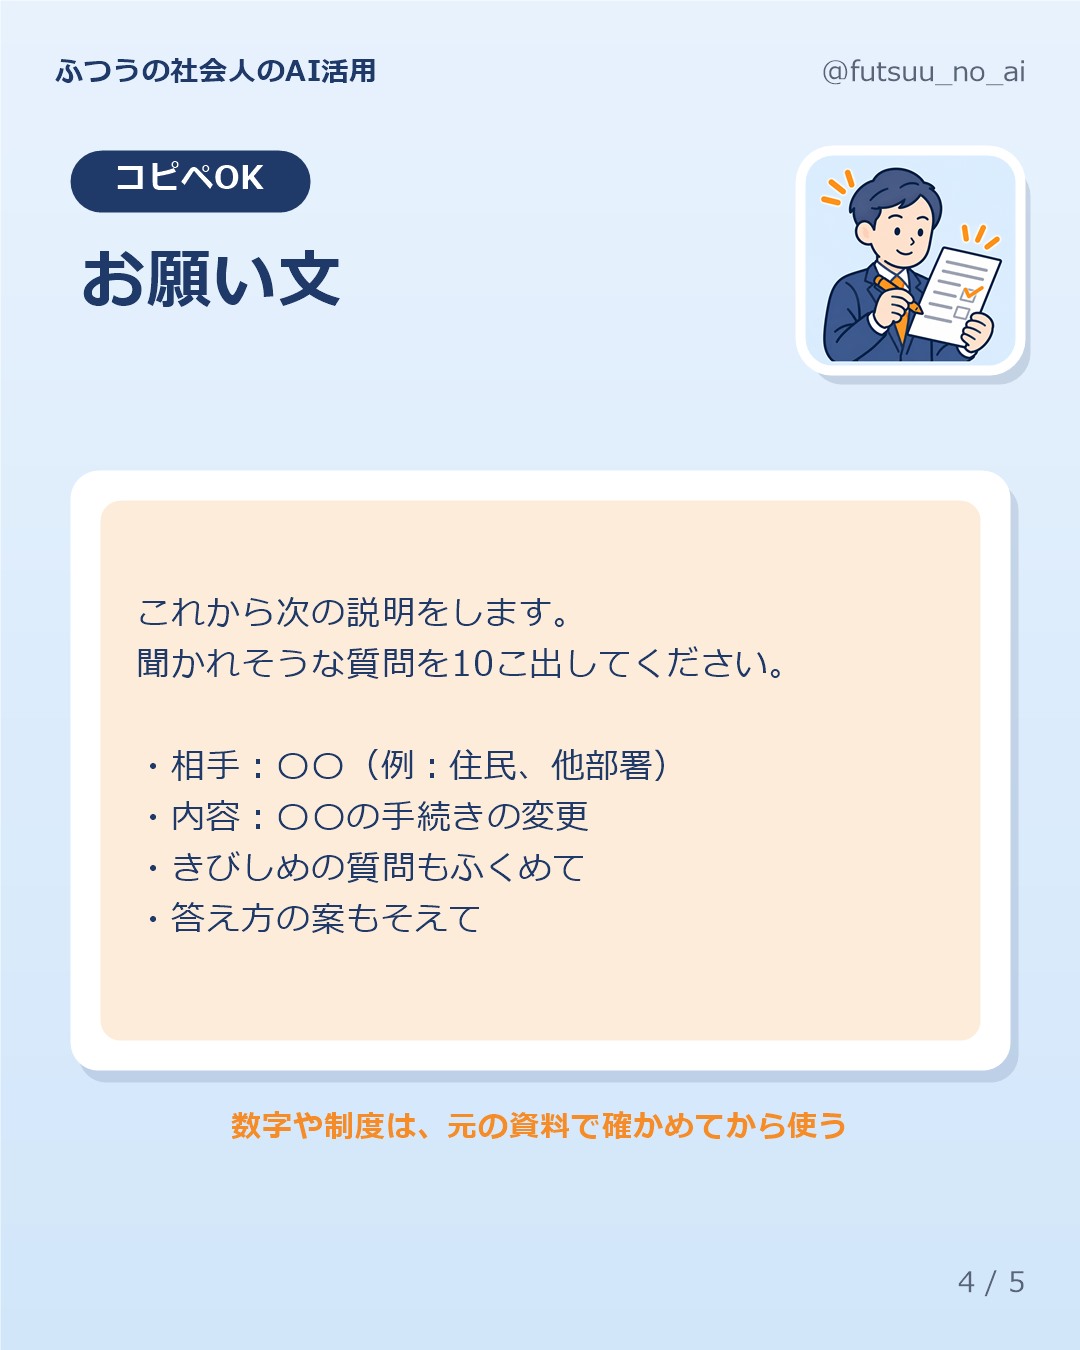 ふつうの社会人のAI活用
@futsuu_no_ai
コピペOK
お願い文
これから次の説明をします。
聞かれそうな質問を10こ出してください。
・相手：〇〇（例：住民、他部署）
・内容：〇〇の手続きの変更
・きびしめの質問もふくめて
・答え方の案もそえて
数字や制度は、元の資料で確かめてから使う
4 / 5